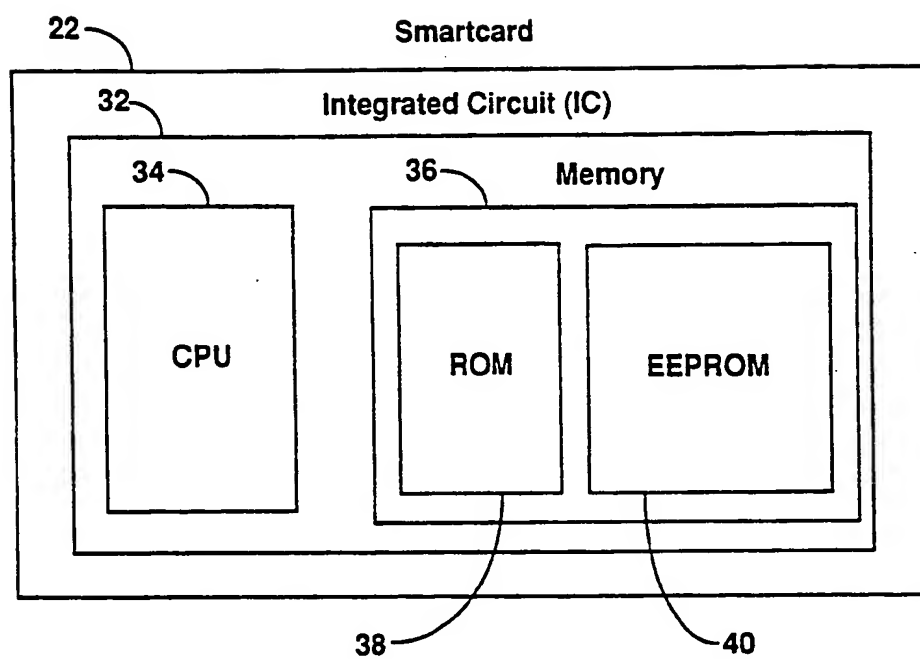 22
Smartcard
Integrated Circuit (IC)
32
34
36
Memory
CPU
ROM
EEPROM
38
40